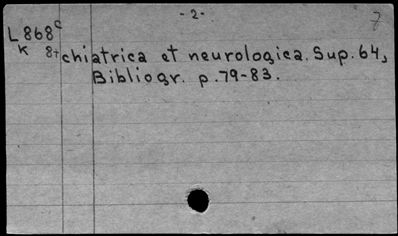 - 2 - 7
L868c
K 8+ chiatrica et neurologica. Sup. 64,
Bibliogr. p. 79-83.